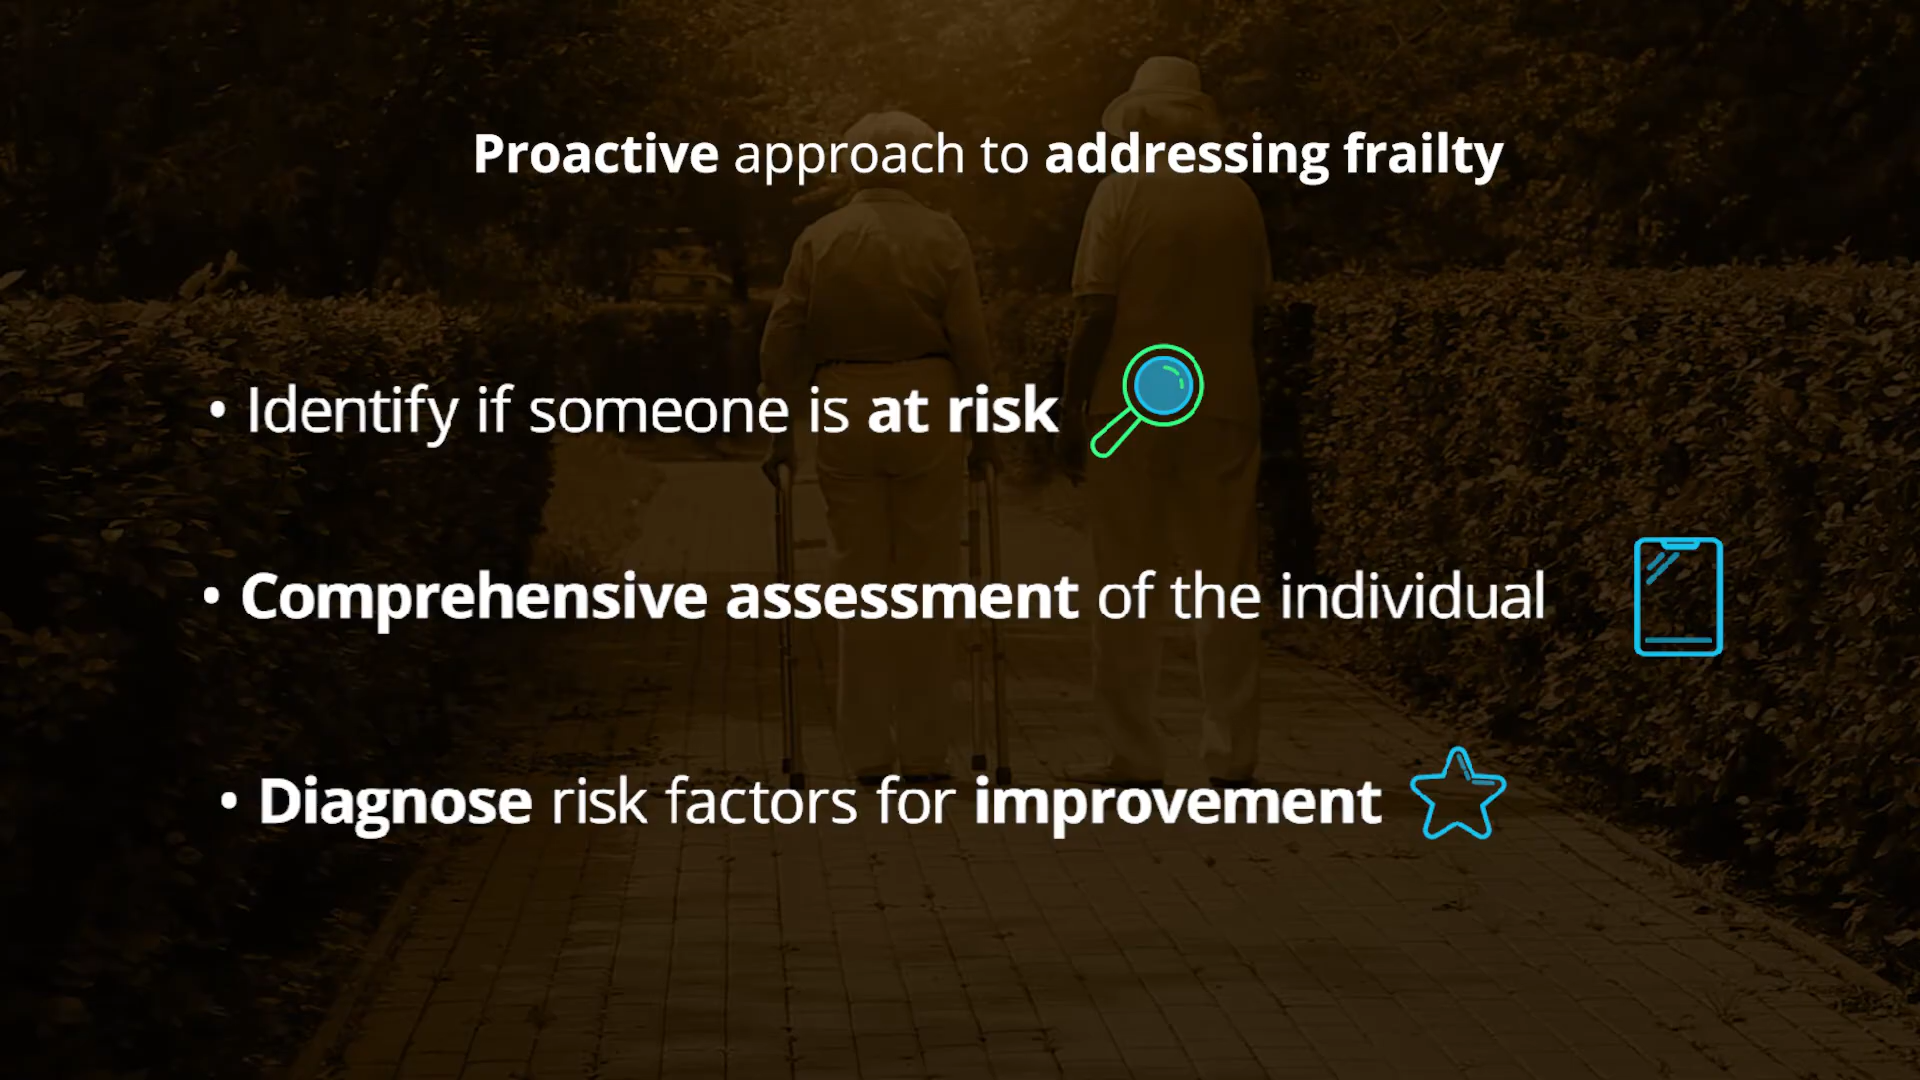 Proactive approach to addressing frailty
• Identify if someone is at risk
• Comprehensive assessment of the individual
• Diagnose risk factors for improvement